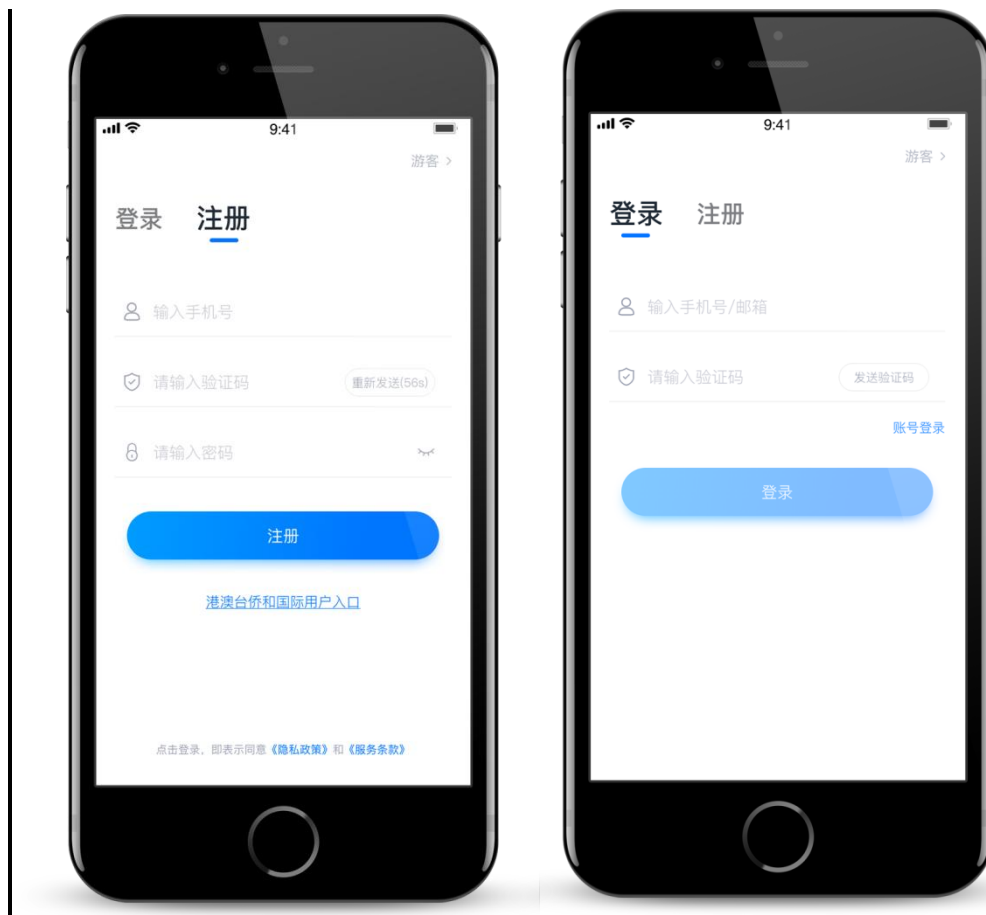 9:41
游客 >
登录 注册
输入手机号
请输入验证码 重新发送(56s)
请输入密码
注册
港澳台侨和国际用户入口
点击登录，即表示同意《隐私政策》和《服务条款》
9:41
游客 >
登录 注册
输入手机号/邮箱
请输入验证码 发送验证码
账号登录
登录